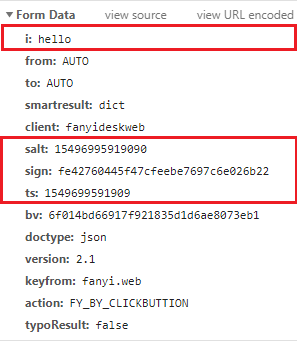 ▼ Form Data view source view URL encoded
i: hello
from: AUTO
to: AUTO
smartresult: dict
client: fanyideskweb
salt: 15496995919090
sign: fe42760445f47cfeebe7697c6e026b22
ts: 1549699591909
bv: 6f014bd66917f921835d1d6ae8073eb1
doctype: json
version: 2.1
keyfrom: fanyi.web
action: FY_BY_CLICKBUTTION
typoResult: false